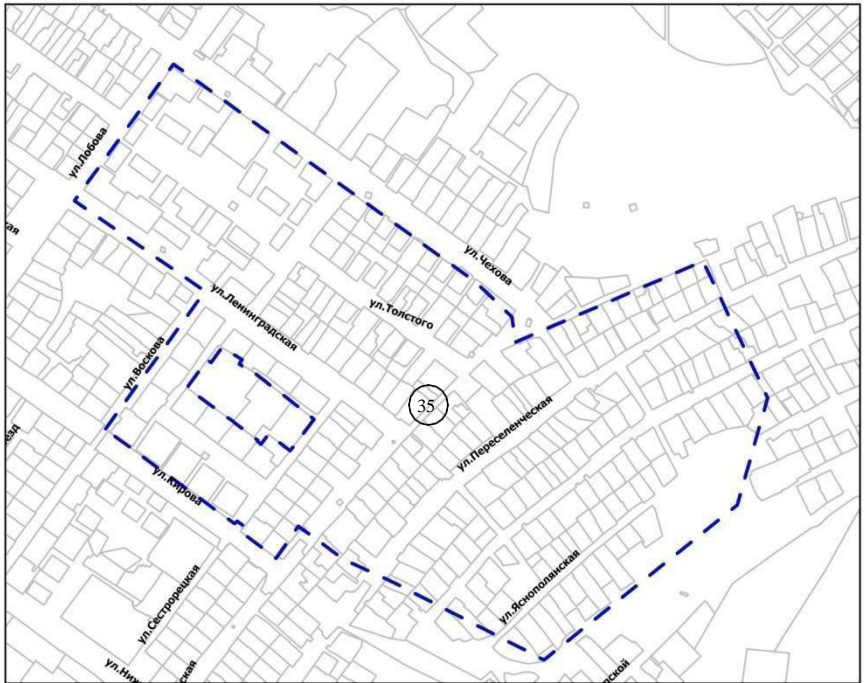 ул.Лобова
ул.Чехова
ул.Ленинградская
ул.Толстого
ул.Воскова
35
ул.Переселенческая
ул.Кирова
ул.Яснополянская
ул.Сестрорецкая